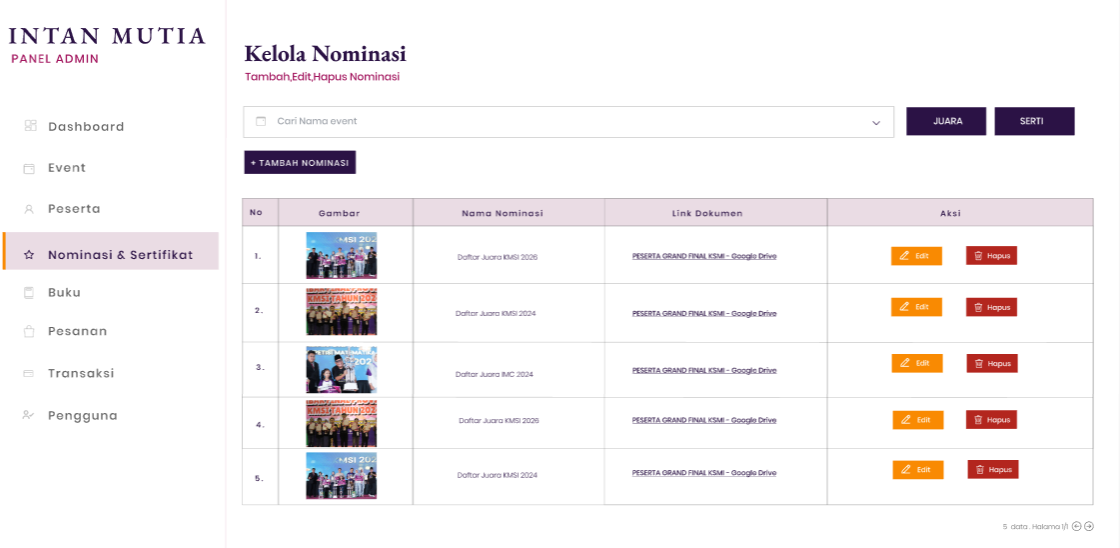 INTAN MUTIA
PANEL ADMIN
Dashboard
Event
Peserta
Nominasi & Sertifikat
Buku
Pesanan
Transaksi
Pengguna
Kelola Nominasi
Tambah,Edit,Hapus Nominasi
Cari Nama event
JUARA
SERTI
+ TAMBAH NOMINASI
No Gambar Nama Nominasi Link Dokumen Aksi
1. Daftar Juara KMSI 2026 PESERTA GRAND FINAL KSMI - Google Drive Edit Hapus
2. Daftar Juara KMSI 2024 PESERTA GRAND FINAL KSMI - Google Drive Edit Hapus
3. Daftar Juara IMC 2024 PESERTA GRAND FINAL KSMI - Google Drive Edit Hapus
4. Daftar Juara KMSI 2026 PESERTA GRAND FINAL KSMI - Google Drive Edit Hapus
5. Daftar Juara KMSI 2024 PESERTA GRAND FINAL KSMI - Google Drive Edit Hapus
5 data . Halama 1/1